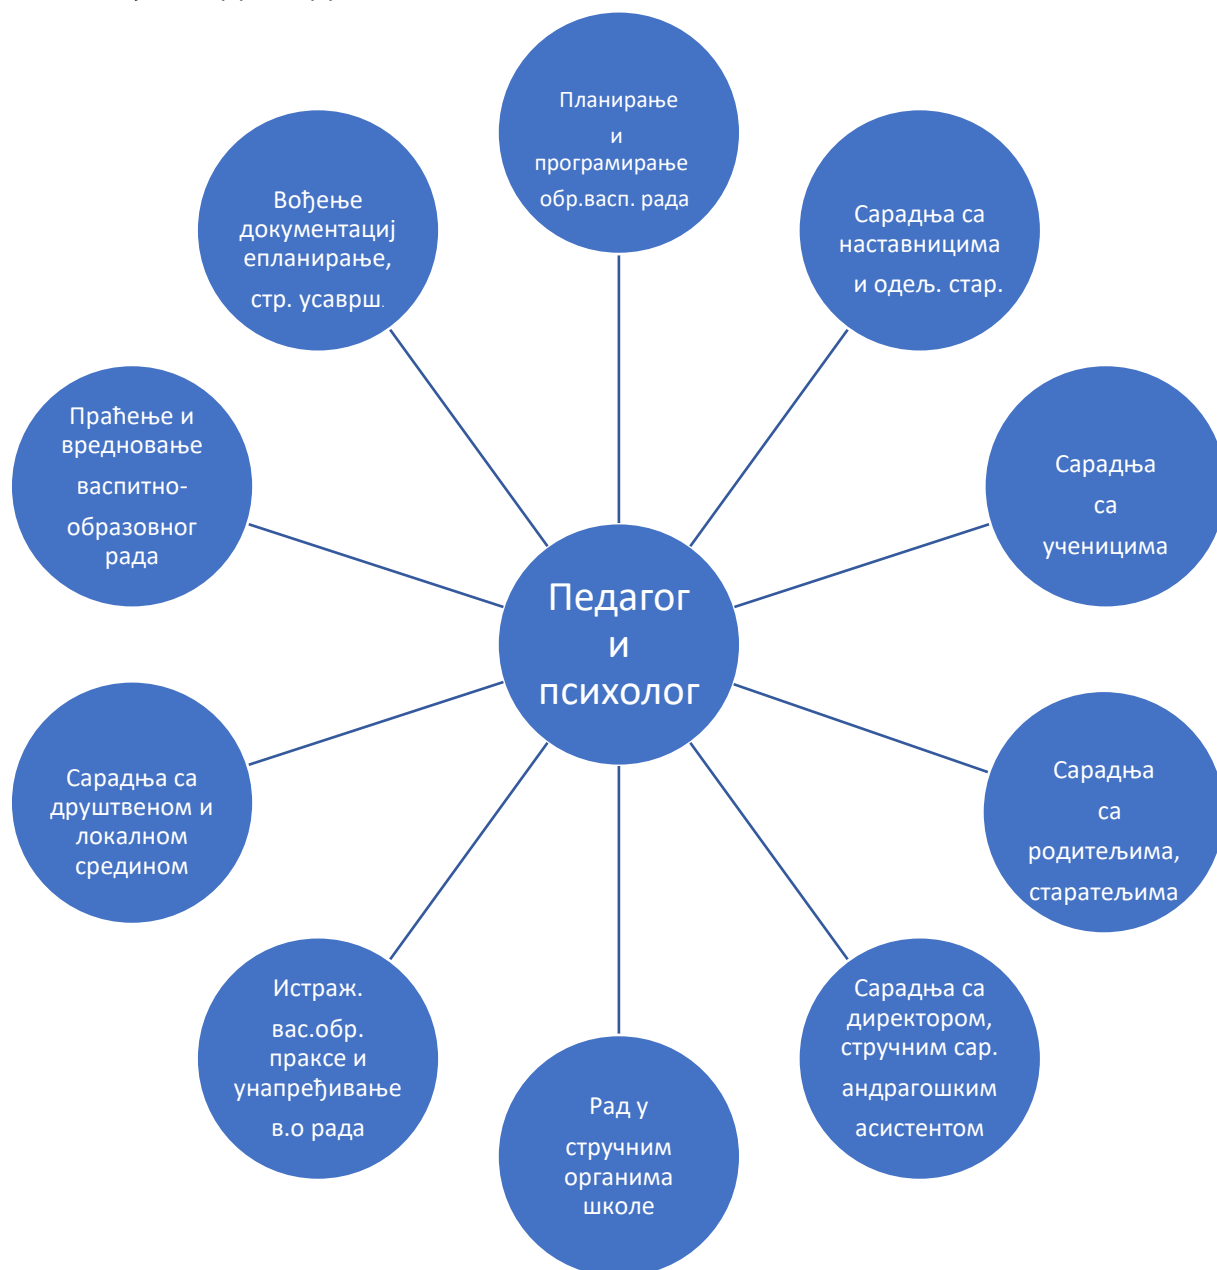 Планирање
и
програмирање
обр.васп. рада
Сарадња са
наставницима
и одељ. стар.
Сарадња
са
ученицима
Сарадња
са
родитељима,
старатељима
Сарадња са
директором,
стручним сар.
андрагошким
асистентом
Рад у
стручним
органима
школе
Истраж.
вас.обр.
праксе и
унапређивање
в.о рада
Сарадња са
друштвеном и
локалном
средином
Праћење и
вредновање
васпитно-
образовног
рада
Вођење
документациј
епланирање,
стр. усаврш.
Педагог
и
психолог